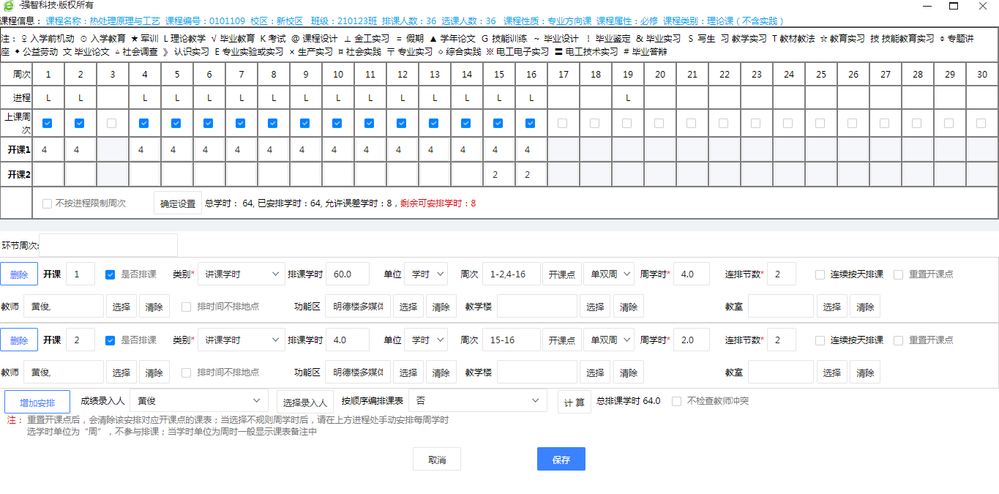 ·强智科技·版权所有
课程信息： 课程名称：热处理原理与工艺 课程编号：0101109 校区：新校区 班级：210123班 排课人数：36 选课人数：36 课程性质：专业方向课 课程属性：必修 课程类别：理论课（不含实践）
注： ♀ 入学前机动 ⊙ 入学教育 ★ 军训 L 理论教学 √ 毕业教育 K 考试 @ 课程设计 ⊥ 金工实习 = 假期 ▲ 学年论文 G 技能训练 ~ 毕业设计 ！ 毕业鉴定 & 毕业实习 S 写生 习 教学实习 T 教材教法 ☆ 教育实习 技 技能教育实习 专题讲
座 公益劳动 文 毕业论文 社会调查 》 认识实习 E 专业实验或实习 × 生产实习 ¤ 社会实践 〒 专业实习 综合实践 ※ 电工电子实习 〓 电工技术实习 # 毕业答辩
周次 1 2 3 4 5 6 7 8 9 10 11 12 13 14 15 16 17 18 19 20 21 22 23 24 25 26 27 28 29 30
进程 L L L L L L L L L L L L L L L L
上课周
次
开课1 4 4 4 4 4 4 4 4 4 4 4 4 4 4 4
开课2 2 2
不按进程限制周次 确定设置 总学时： 64, 已安排学时：64, 允许误差学时：8，剩余可安排学时：8
环节周次:
删除 开课 1 是否排课 类别* 讲课学时 排课学时 60.0 单位 学时 周次 1-2,4-16 开课点 单双周 周学时* 4.0 连排节数* 2 连续按天排课 重置开课点
教师 黄俊, 选择 清除 排时间不排地点 功能区 明德楼多媒体 选择 清除 教学楼 选择 清除 教室 选择 清除
删除 开课 2 是否排课 类别* 讲课学时 排课学时 4.0 单位 学时 周次 15-16 开课点 单双周 周学时* 2.0 连排节数* 2 连续按天排课 重置开课点
教师 黄俊, 选择 清除 排时间不排地点 功能区 明德楼多媒体 选择 清除 教学楼 选择 清除 教室 选择 清除
增加安排 成绩录入人 黄俊 选择录入人 按顺序编排课表 否 计 算 总排课学时 64.0 不检查教师冲突
注： 重置开课点后，会清除该安排对应开课点的课表；当选择不规则周学时后，请在上方进程处手动安排每周学时
选学时单位为“周”，不参与排课；当学时单位为周时一般显示课表备注中
取消 保存